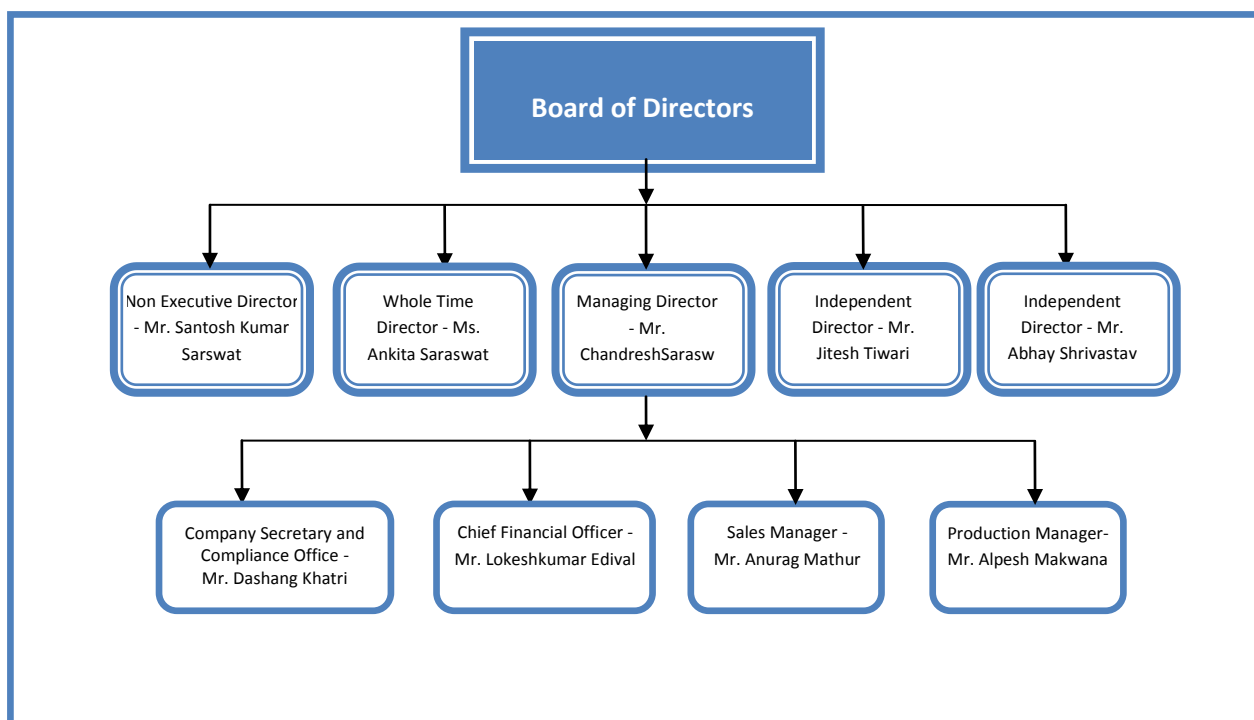 Board of Directors
Non Executive Director
- Mr. Santosh Kumar
Sarswat
Whole Time
Director - Ms.
Ankita Saraswat
Managing Director
- Mr.
ChandreshSarasw
Independent
Director - Mr.
Jitesh Tiwari
Independent
Director - Mr.
Abhay Shrivastav
Company Secretary and
Compliance Office -
Mr. Dashang Khatri
Chief Financial Officer -
Mr. Lokeshkumar Edival
Sales Manager -
Mr. Anurag Mathur
Production Manager-
Mr. Alpesh Makwana